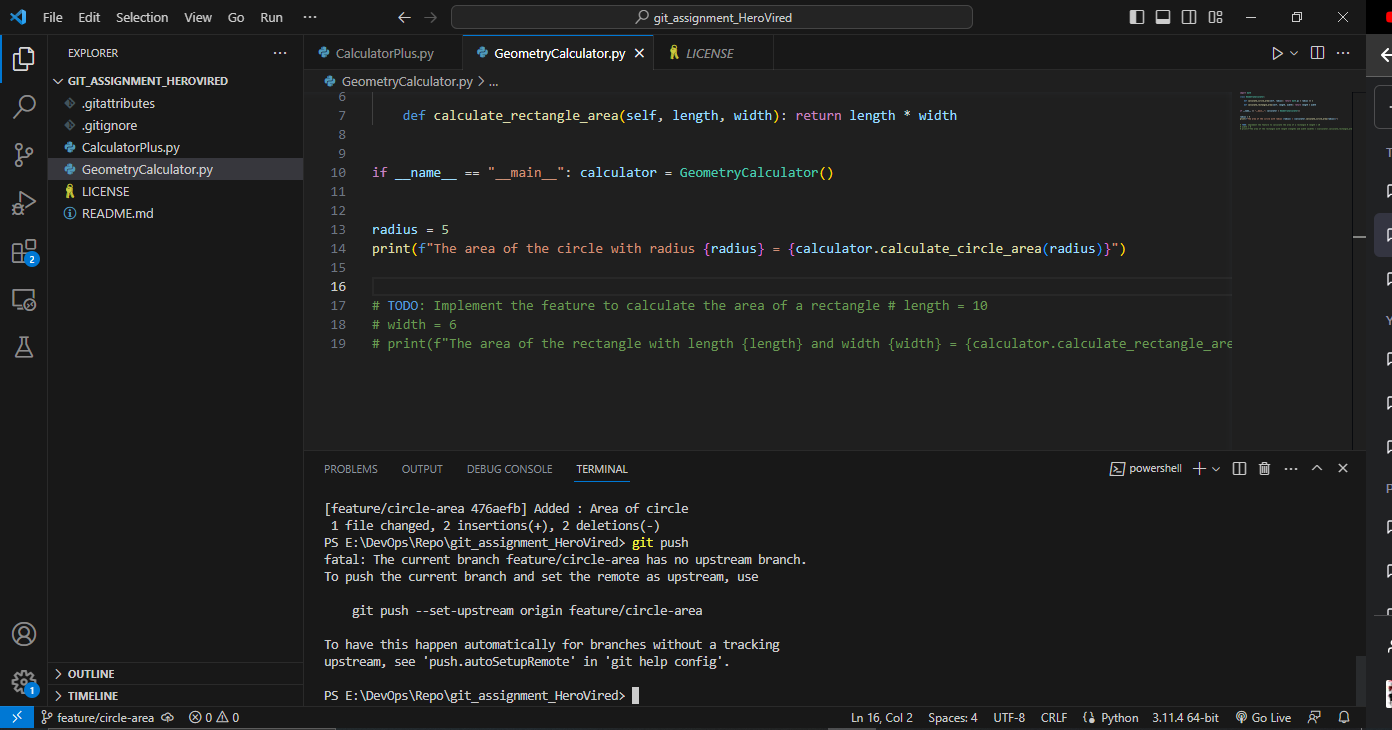 File Edit Selection View Go Run ··· git_assignment_HeroVired
EXPLORER ···
GIT_ASSIGNMENT_HEROVIRED
.gitattributes
.gitignore
CalculatorPlus.py
GeometryCalculator.py
LICENSE
README.md
OUTLINE
TIMELINE
CalculatorPlus.py GeometryCalculator.py LICENSE
GeometryCalculator.py > ...
6
7 def calculate_rectangle_area(self, length, width): return length * width
8
9
10 if __name__ == "__main__": calculator = GeometryCalculator()
11
12
13 radius = 5
14 print(f"The area of the circle with radius {radius} = {calculator.calculate_circle_area(radius)}")
15
16
17 # TODO: Implement the feature to calculate the area of a rectangle # length = 10
18 # width = 6
19 # print(f"The area of the rectangle with length {length} and width {width} = {calculator.calculate_rectangle_are
PROBLEMS OUTPUT DEBUG CONSOLE TERMINAL powershell
[feature/circle-area 476aefb] Added : Area of circle
1 file changed, 2 insertions(+), 2 deletions(-)
PS E:\DevOps\Repo\git_assignment_HeroVired> git push
fatal: The current branch feature/circle-area has no upstream branch.
To push the current branch and set the remote as upstream, use
git push --set-upstream origin feature/circle-area
To have this happen automatically for branches without a tracking
upstream, see 'push.autoSetupRemote' in 'git help config'.
PS E:\DevOps\Repo\git_assignment_HeroVired>
2
1
feature/circle-area 0 0 Ln 16, Col 2 Spaces: 4 UTF-8 CRLF Python 3.11.4 64-bit Go Live